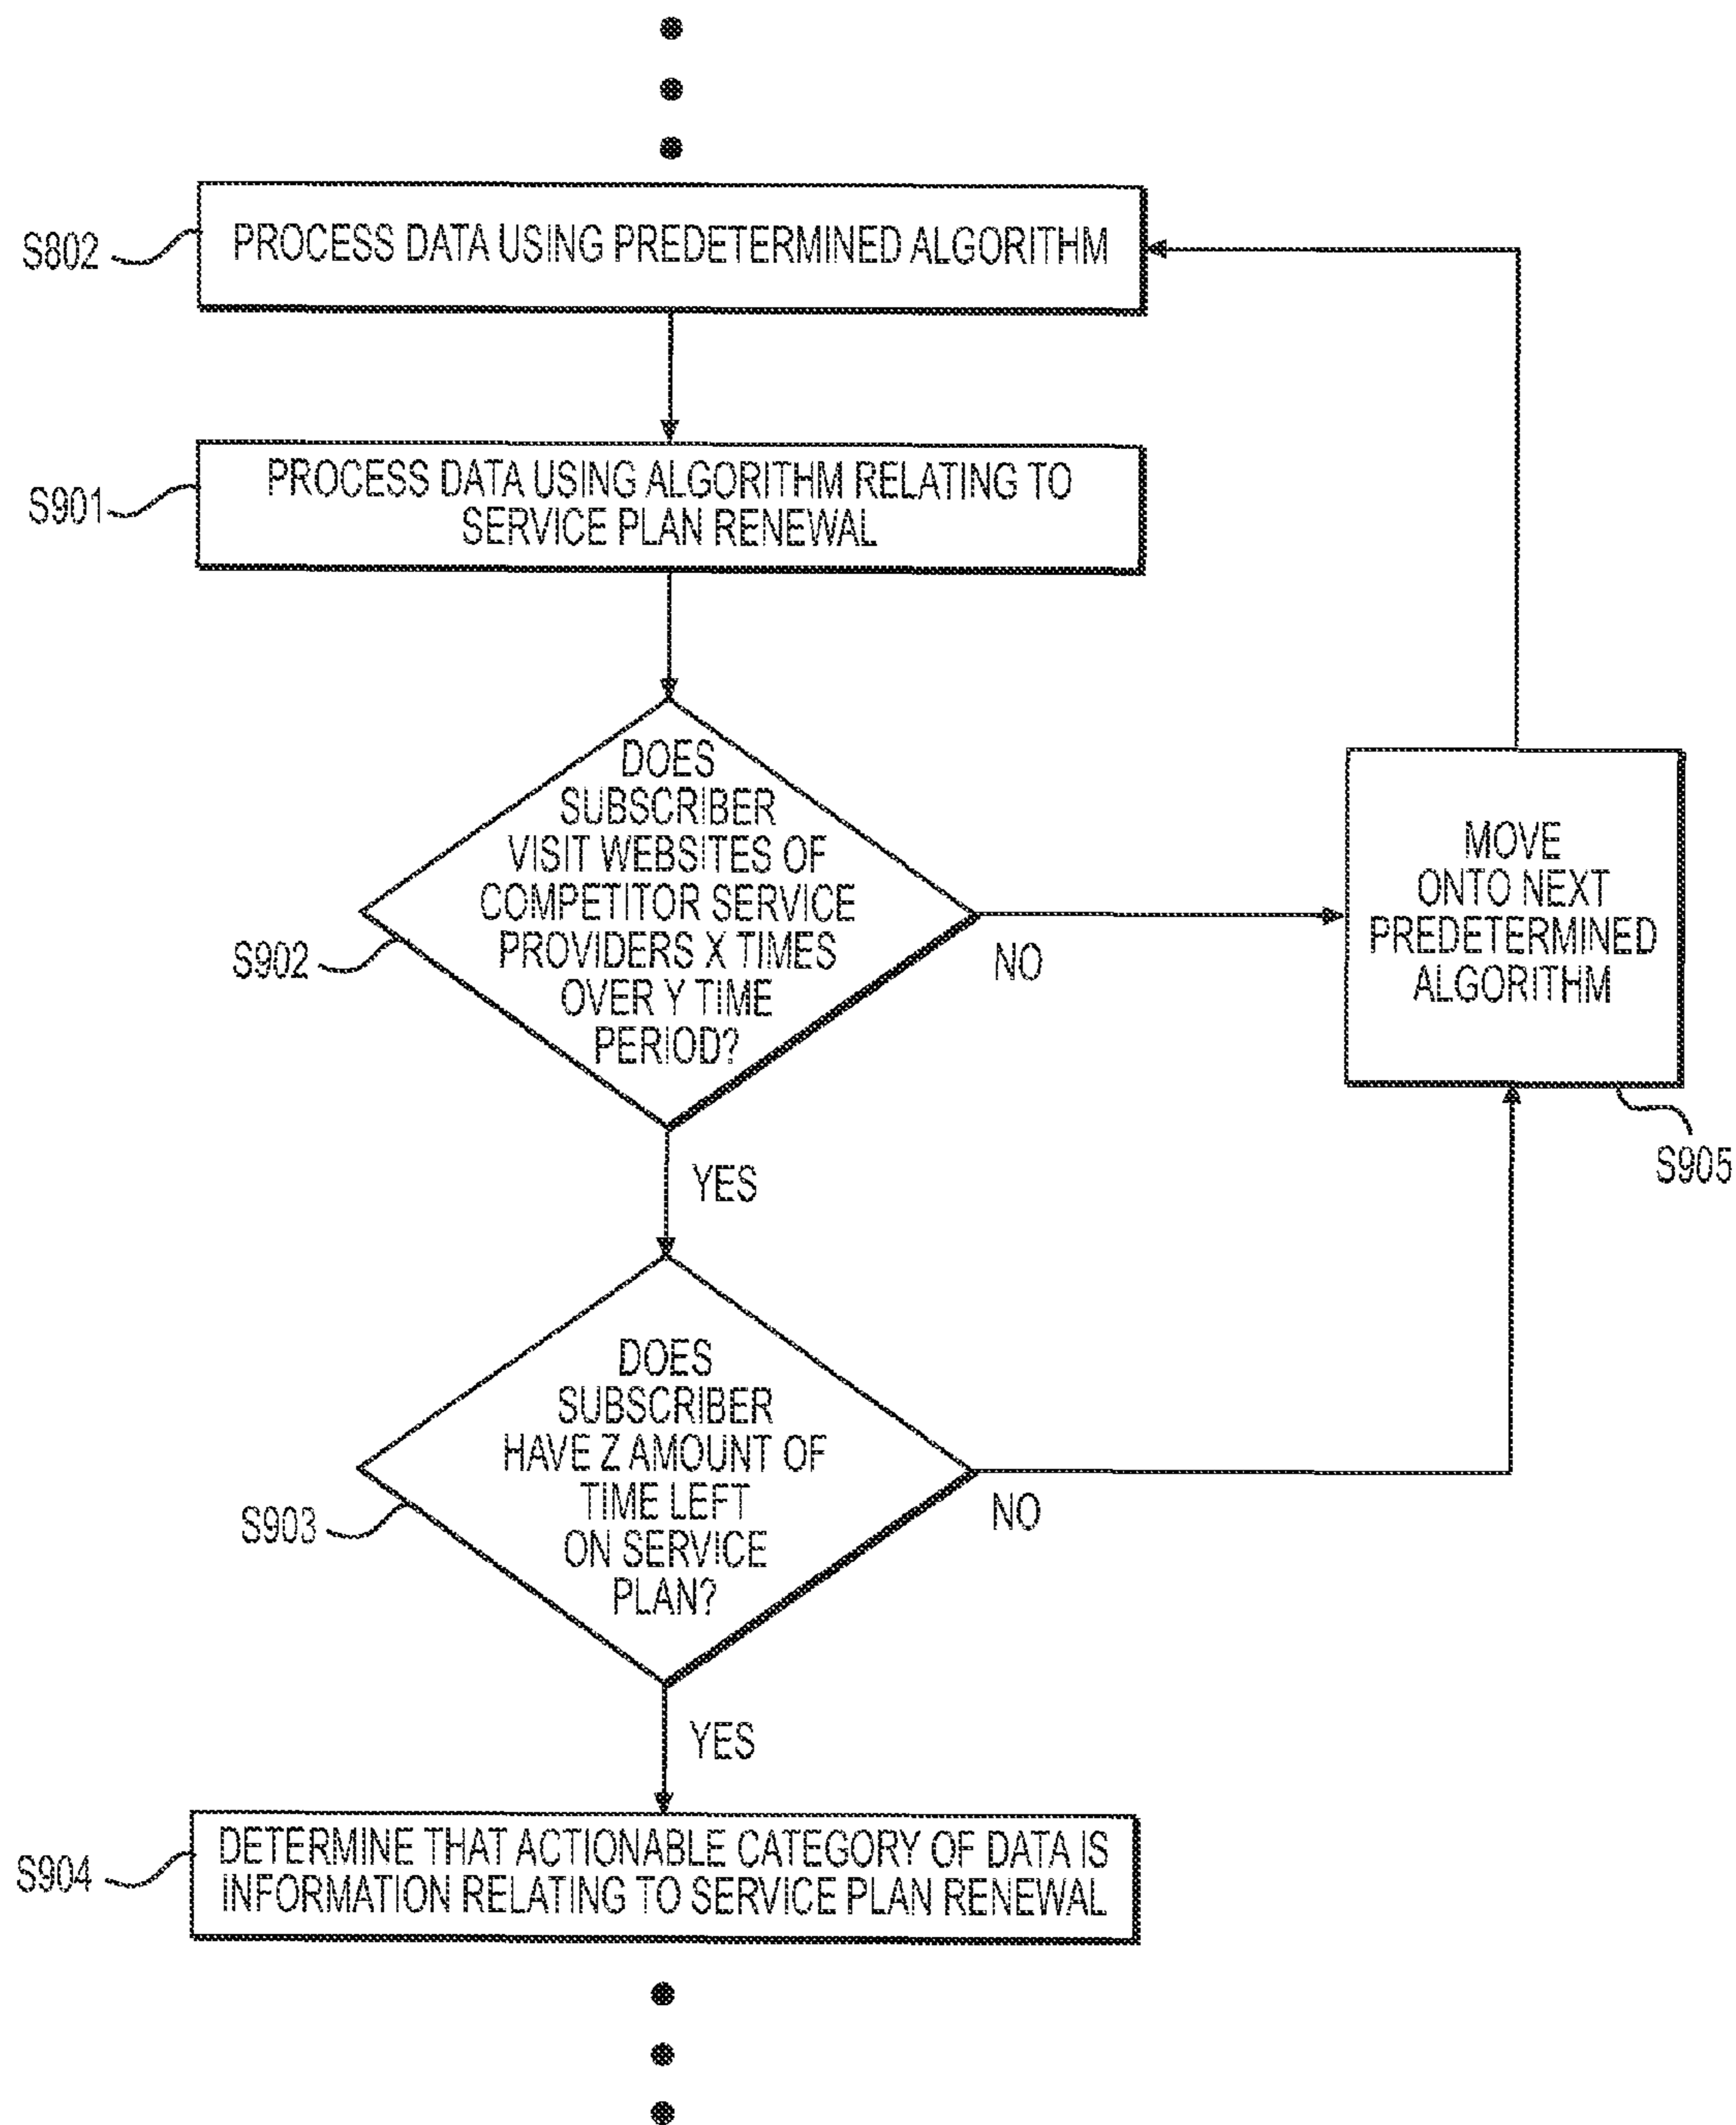 S802
PROCESS DATA USING PREDETERMINED ALGORITHM
S901
PROCESS DATA USING ALGORITHM RELATING TO
SERVICE PLAN RENEWAL
DOES
SUBSCRIBER
VISIT WEBSITES OF
COMPETITOR SERVICE
PROVIDERS X TIMES
OVER Y TIME
PERIOD?
S902
NO
MOVE
ONTO NEXT
PREDETERMINED
ALGORITHM
S905
YES
DOES
SUBSCRIBER
HAVE Z AMOUNT OF
TIME LEFT
ON SERVICE
PLAN?
S903
NO
YES
S904
DETERMINE THAT ACTIONABLE CATEGORY OF DATA IS
INFORMATION RELATING TO SERVICE PLAN RENEWAL